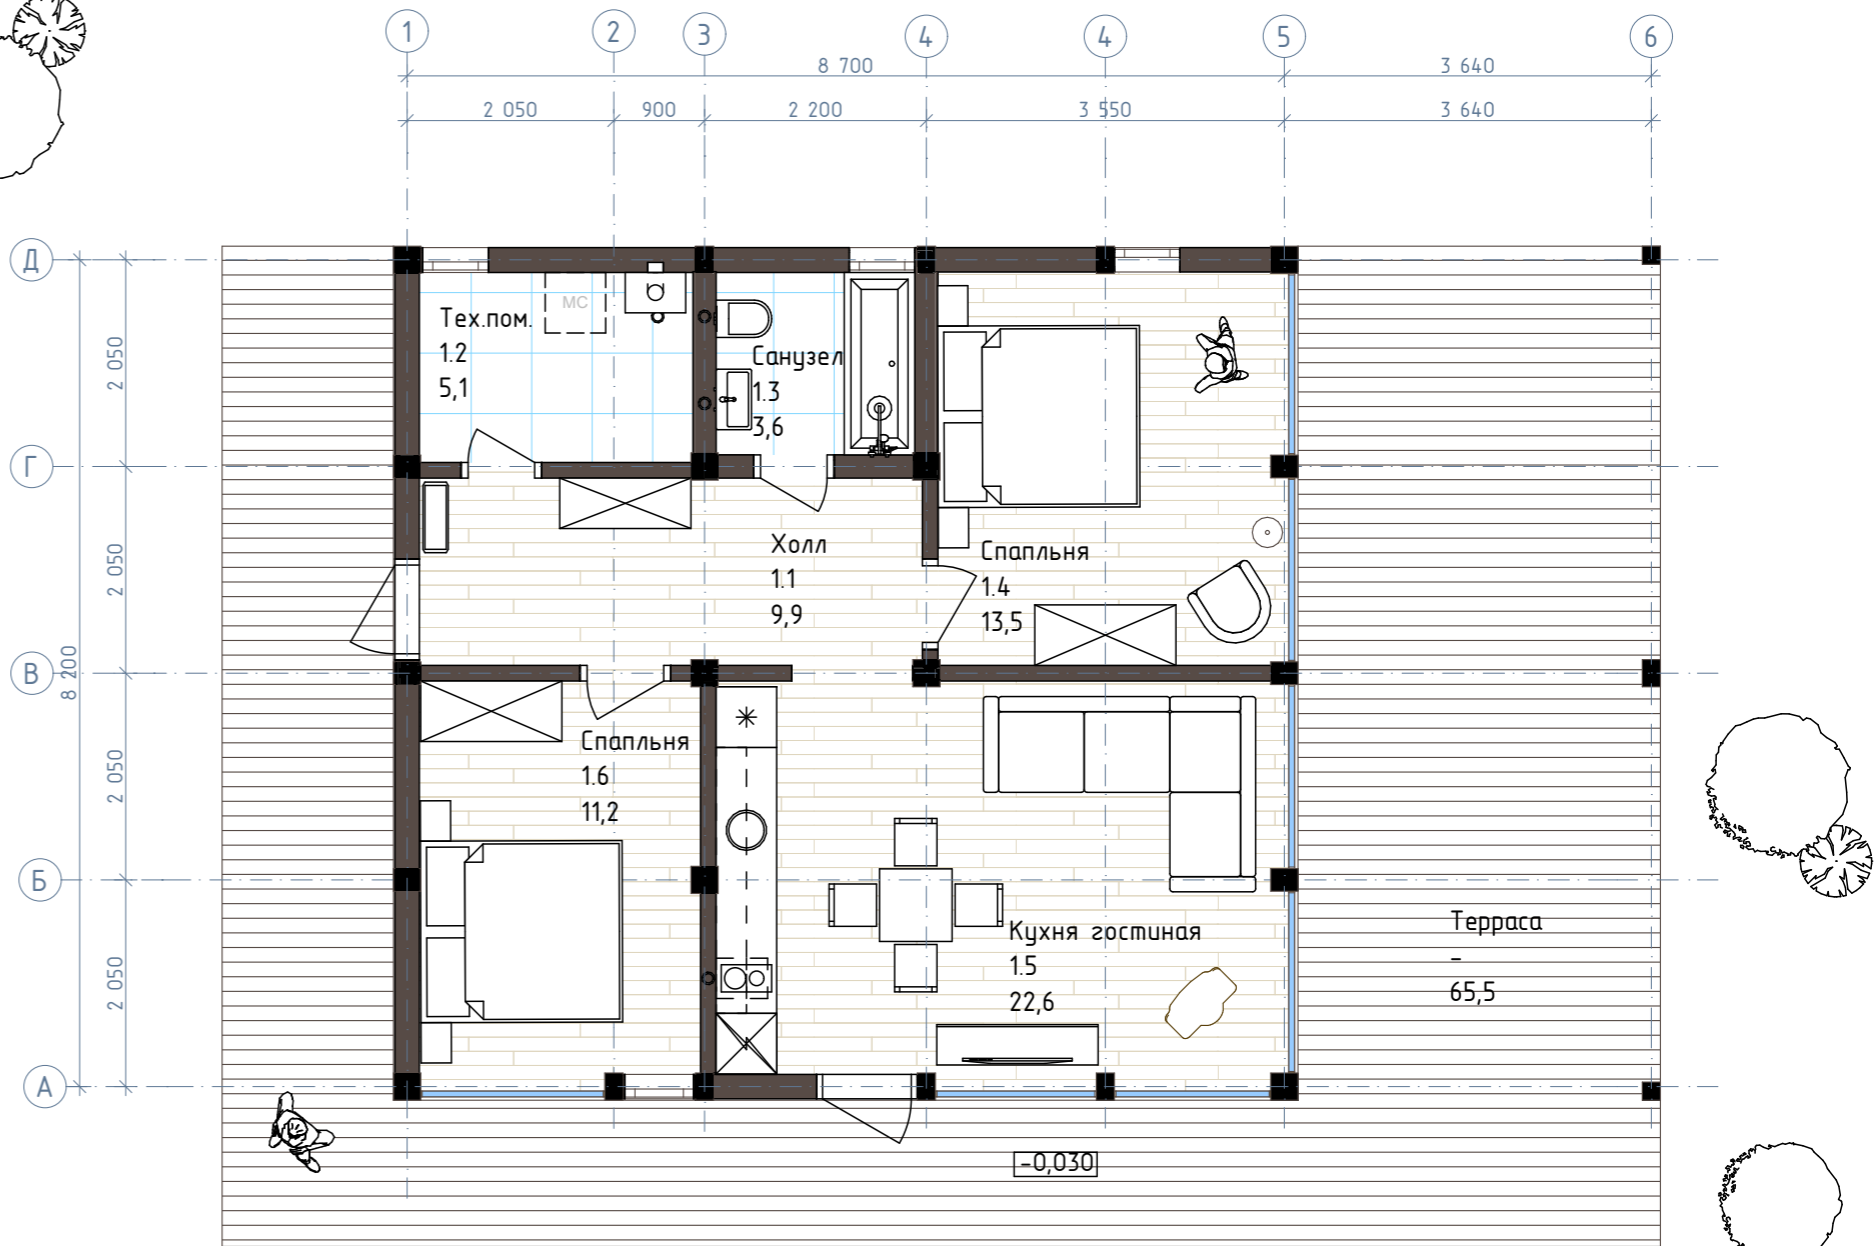 1 2 3 4 4 5 6
8 700 3 640
2 050 900 2 200 3 550 3 640
Д
Г
В
Б
А
2 050
2 050
8 200
2 050
2 050
Тех.пом.
1.2
5,1
МС
Санузел
1.3
3,6
Холл
1.1
9,9
Спапльня
1.4
13,5
Спапльня
1.6
11,2
Кухня гостиная
1.5
22,6
Терраса
-
65,5
-0,030